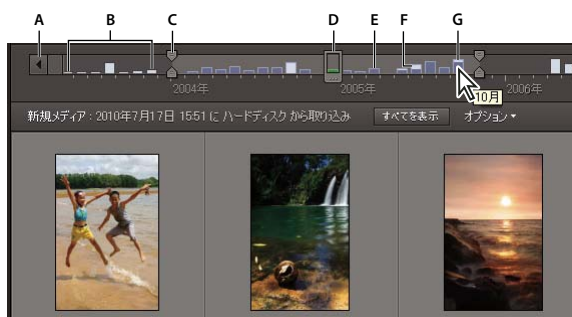 A B C D E F G
2004年 2005年 2006年
10月
新規メディア : 2010年7月17日 15:51 に ハードディスク から取り込み すべてを表示 オプション